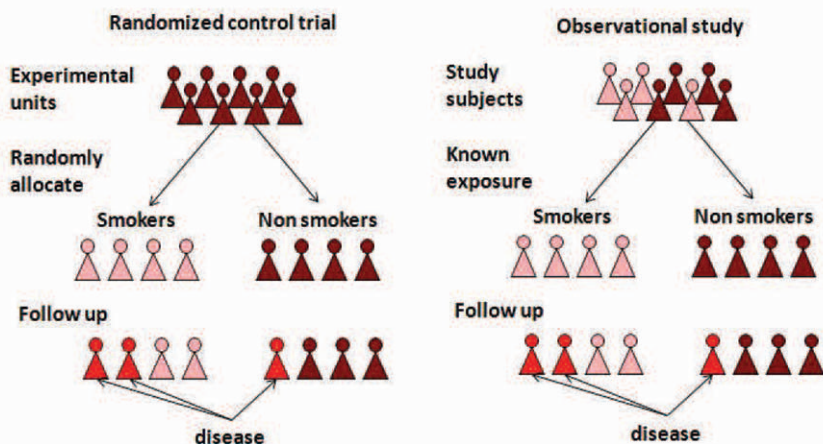 Randomized control trial
Experimental
units
Randomly
allocate
Smokers
Non smokers
Follow up
disease
Observational study
Study
subjects
Known
exposure
Smokers
Non smokers
Follow up
disease